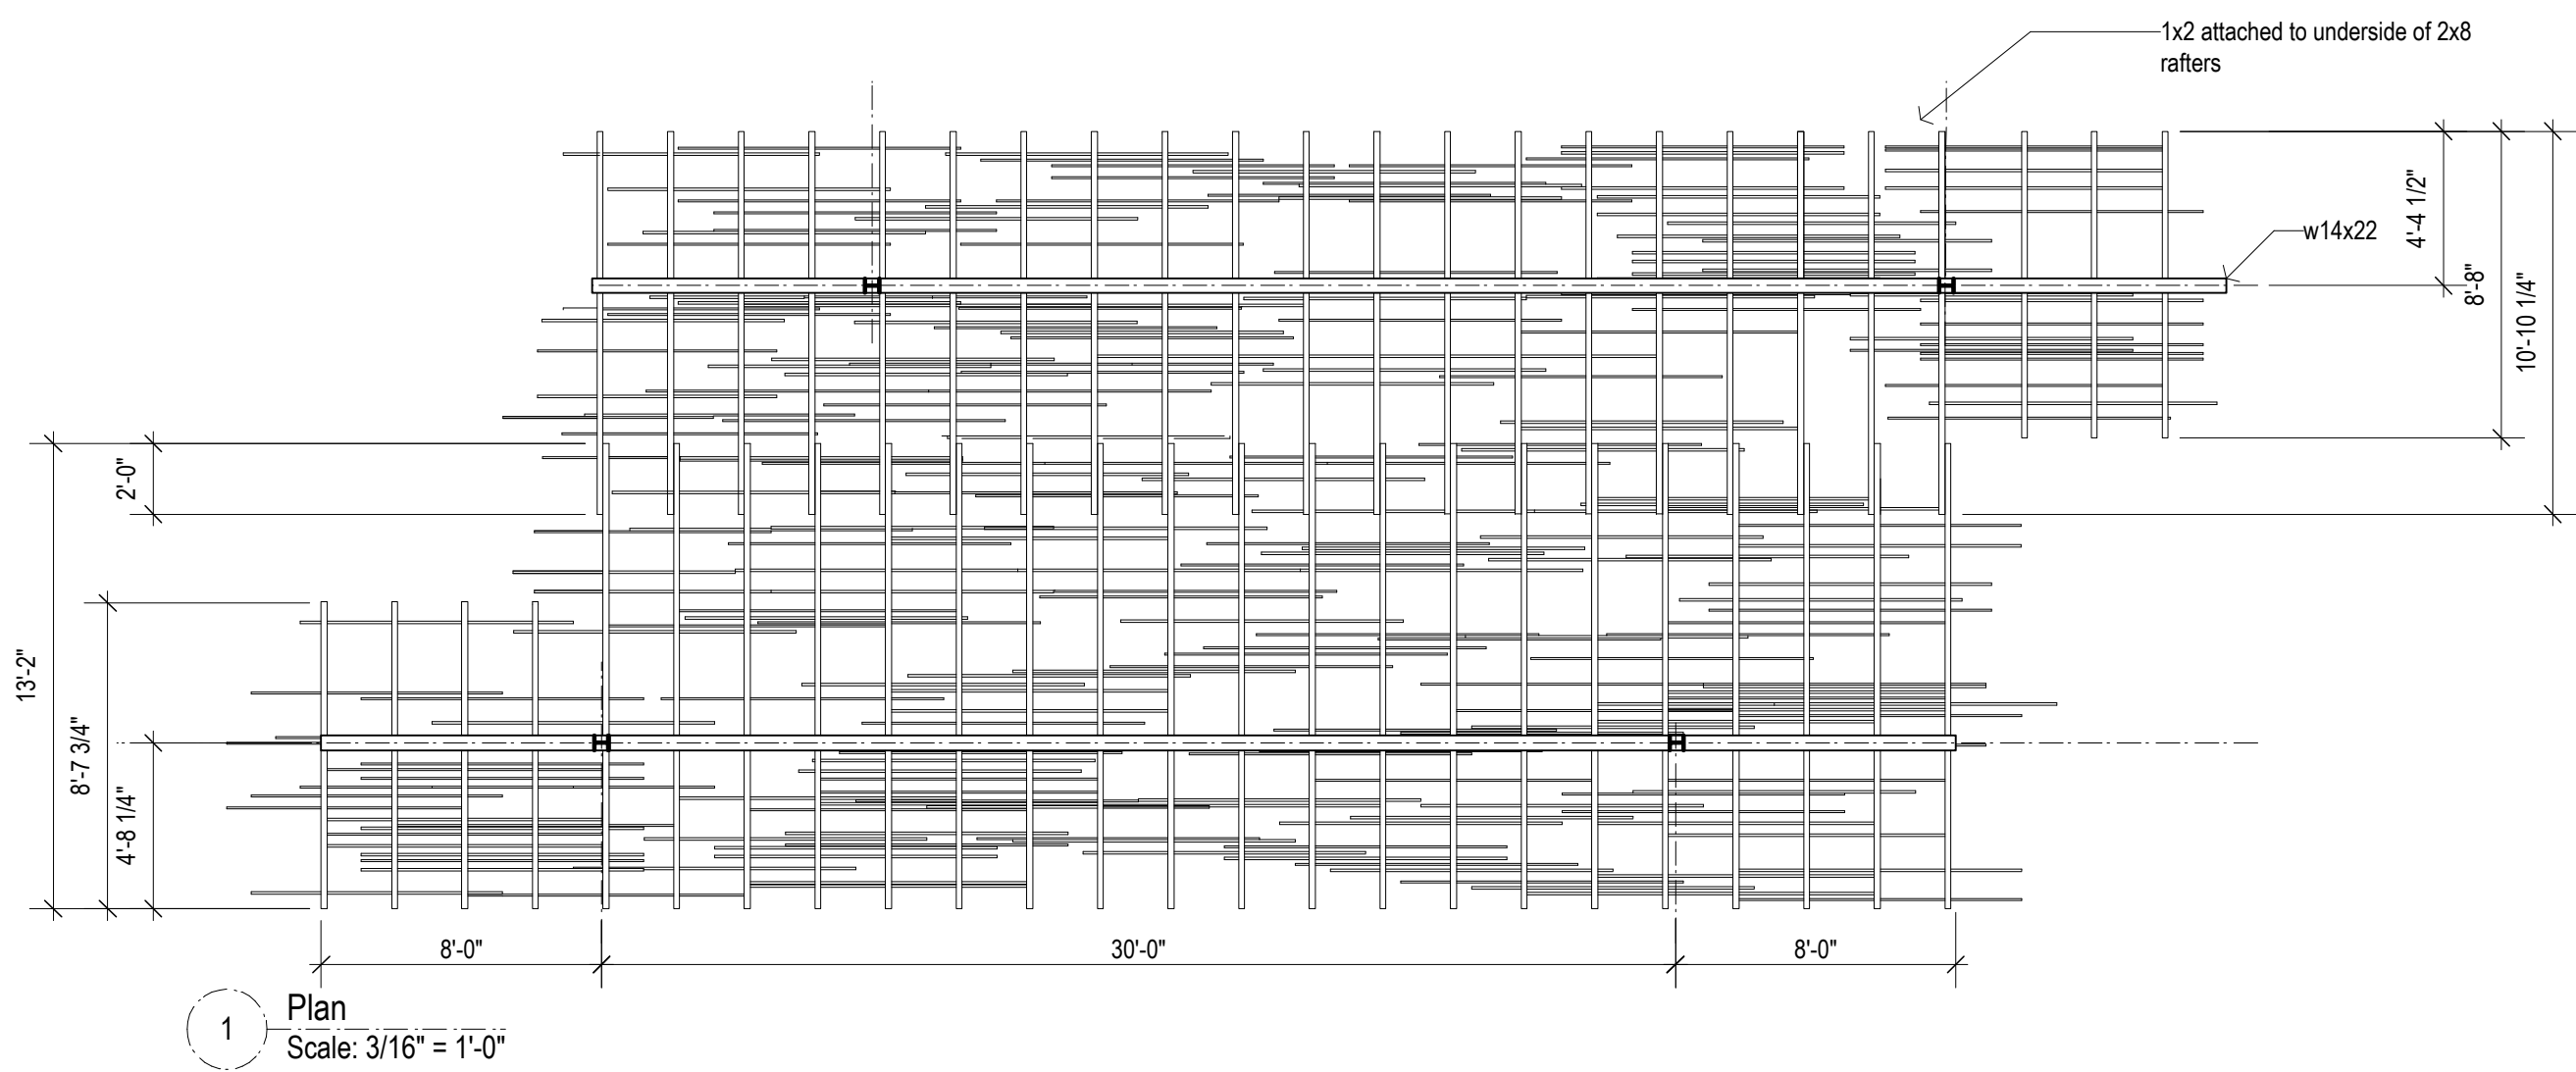 1x2 attached to underside of 2x8
rafters
w14x22
4'-4 1/2"
8'-8"
10'-10 1/4"
2'-0"
13'-2"
8'-7 3/4"
4'-8 1/4"
8'-0"
30'-0"
8'-0"
1
Plan
Scale: 3/16" = 1'-0"